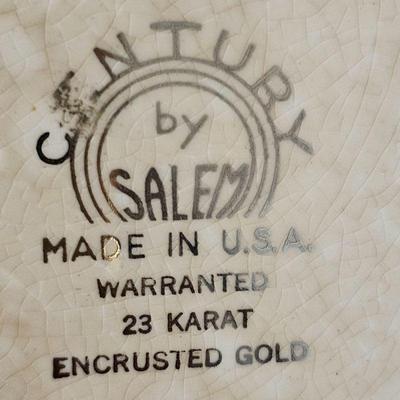 CENTURY
by
SALEM
MADE IN U.S.A.
WARRANTED
23 KARAT
ENCRUSTED GOLD